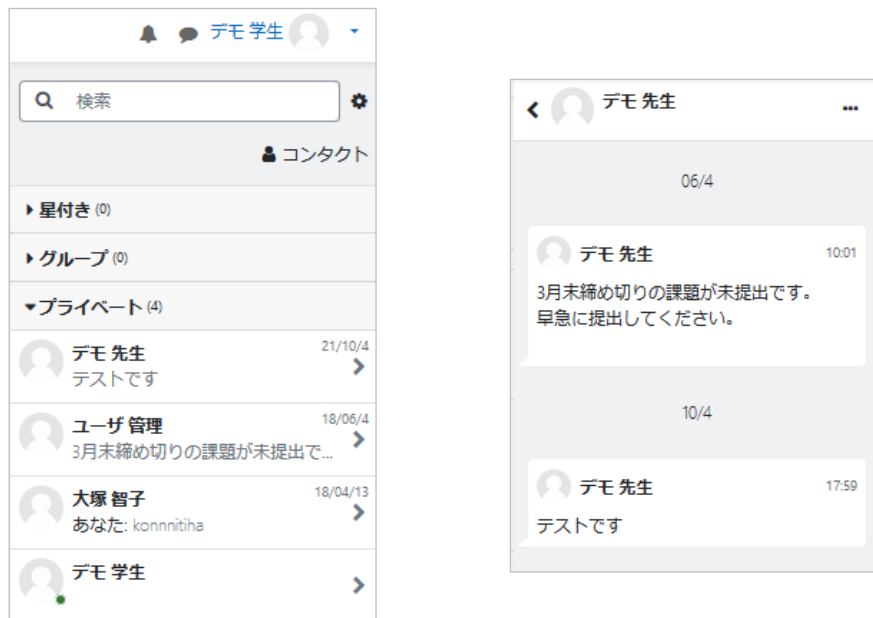 デモ 学生
検索
コンタクト
星付き (0)
グループ (0)
プライベート (4)
デモ 先生 21/10/4
テストです
ユーザ 管理 18/06/4
3月末締め切りの課題が未提出で...
大塚 智子 18/04/13
あなた: konnnitiha
デモ 学生
デモ 先生
06/4
デモ 先生 10:01
3月末締め切りの課題が未提出です。
早急に提出してください。
10/4
デモ 先生 17:59
テストです